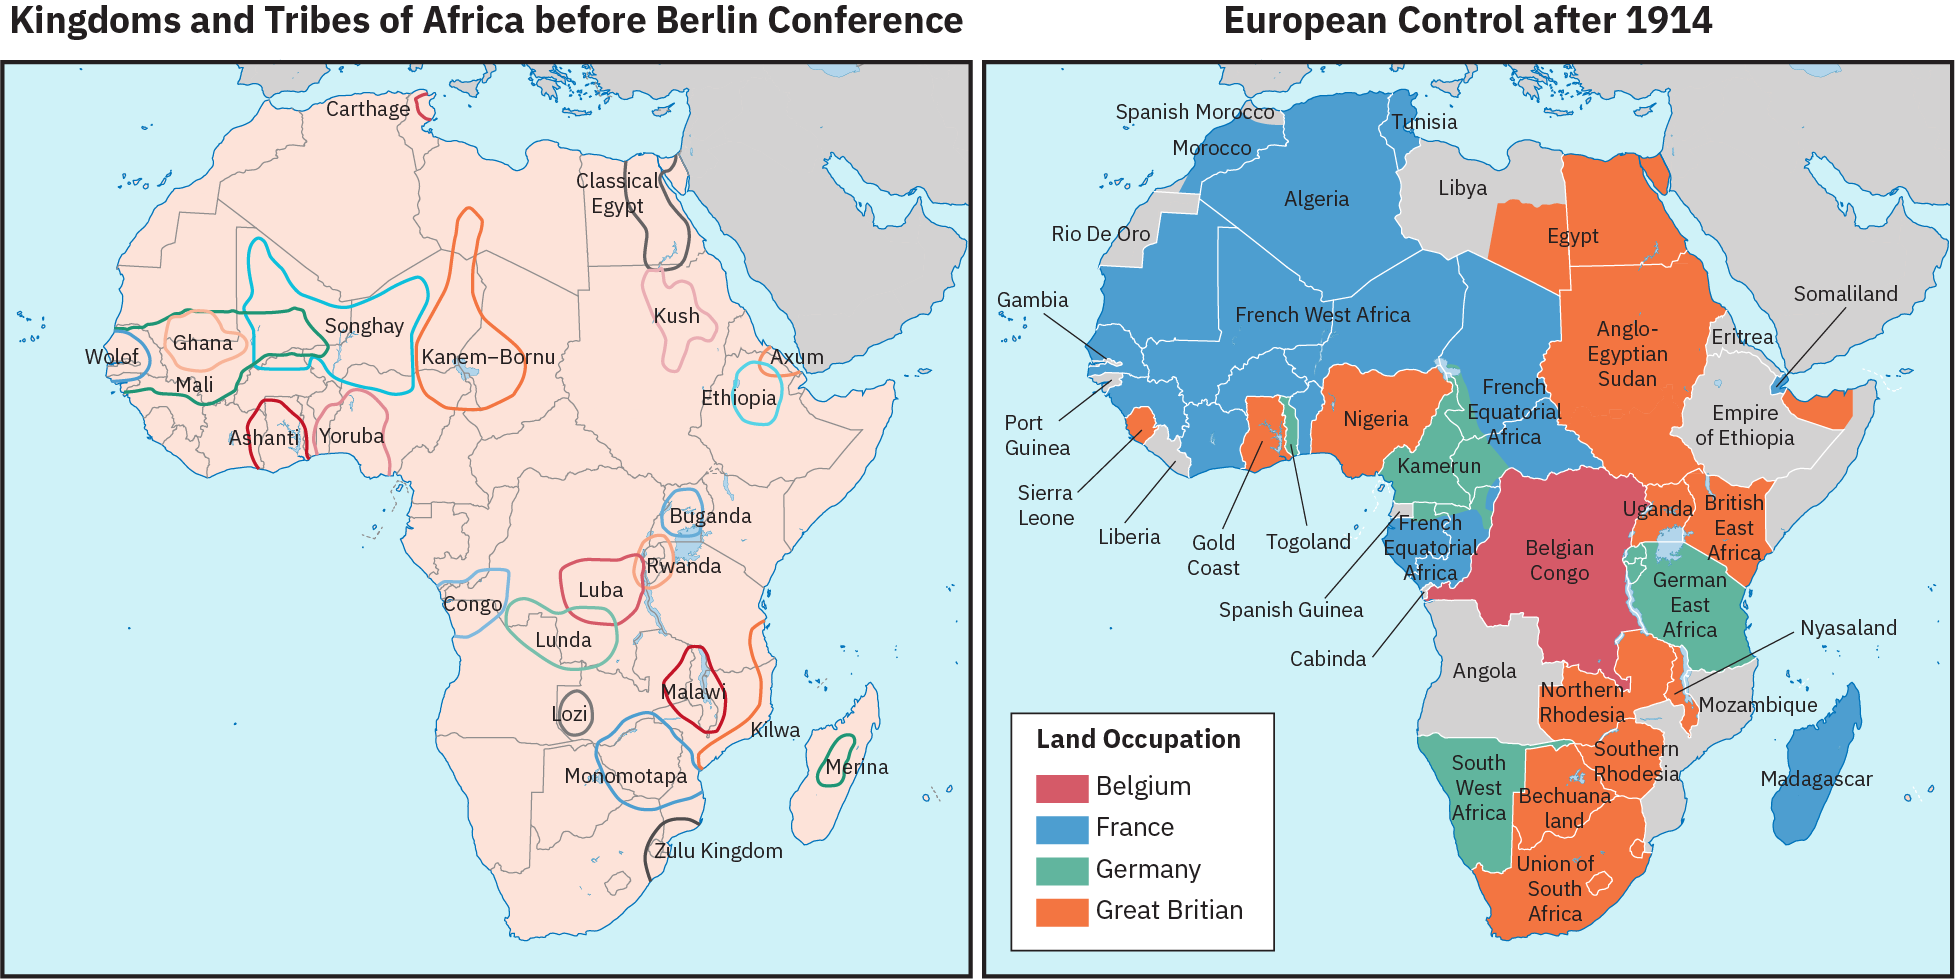 Kingdoms and Tribes of Africa before Berlin Conference
Carthage
Classical
Egypt
Songhay
Ghana
Wolof
Mali
Kanem–Bornu
Kush
Axum
Ethiopia
Ashanti
Yoruba
Buganda
Rwanda
Luba
Congo
Lunda
Malawi
Lozi
Kilwa
Monomotapa
Merina
Zulu Kingdom
European Control after 1914
Spanish Morocco
Tunisia
Morocco
Algeria
Libya
Rio De Oro
Egypt
Gambia
French West Africa
Somaliland
Anglo-
Egyptian
Sudan
Eritrea
French
Equatorial
Africa
Nigeria
Empire
of Ethiopia
Port
Guinea
Kamerun
Sierra
Leone
Liberia
Gold
Coast
Togoland
Uganda
British
East
Africa
French
Equatorial
Africa
Belgian
Congo
German
East
Africa
Spanish Guinea
Cabinda
Nyasaland
Angola
Northern
Rhodesia
Mozambique
Southern
Rhodesia
South
West
Africa
Bechuana
land
Madagascar
Union of
South
Africa
Land Occupation
Belgium
France
Germany
Great Britian